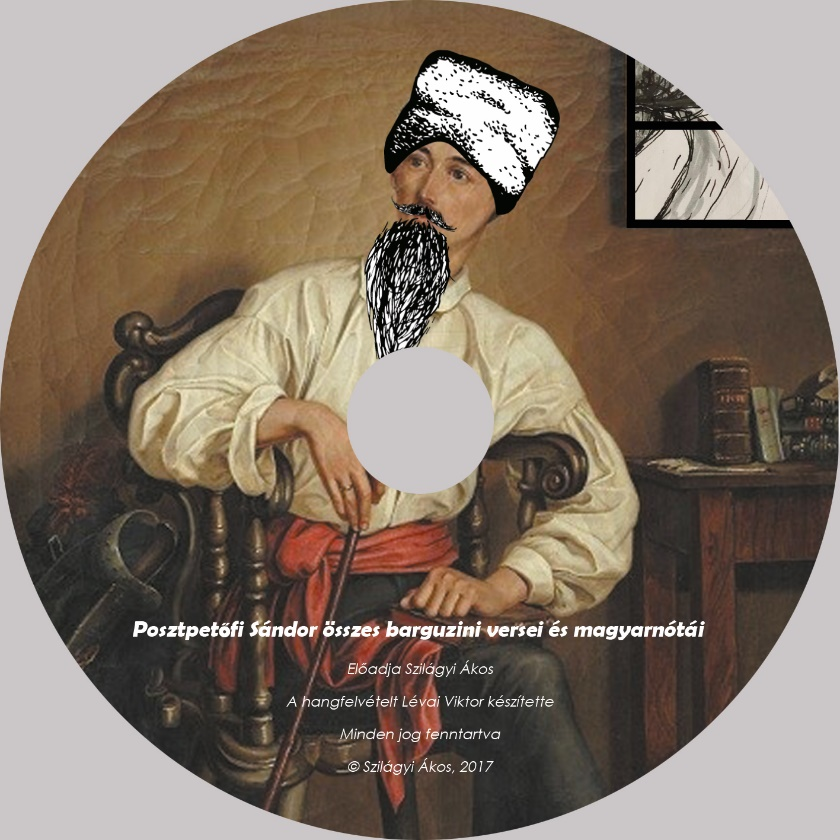 Posztpetőfi Sándor összes barguzini versei és magyarnótái
Előadja Szilágyi Ákos
A hangfelvételt Lévai Viktor készítette
Minden jog fenntartva
© Szilágyi Ákos, 2017